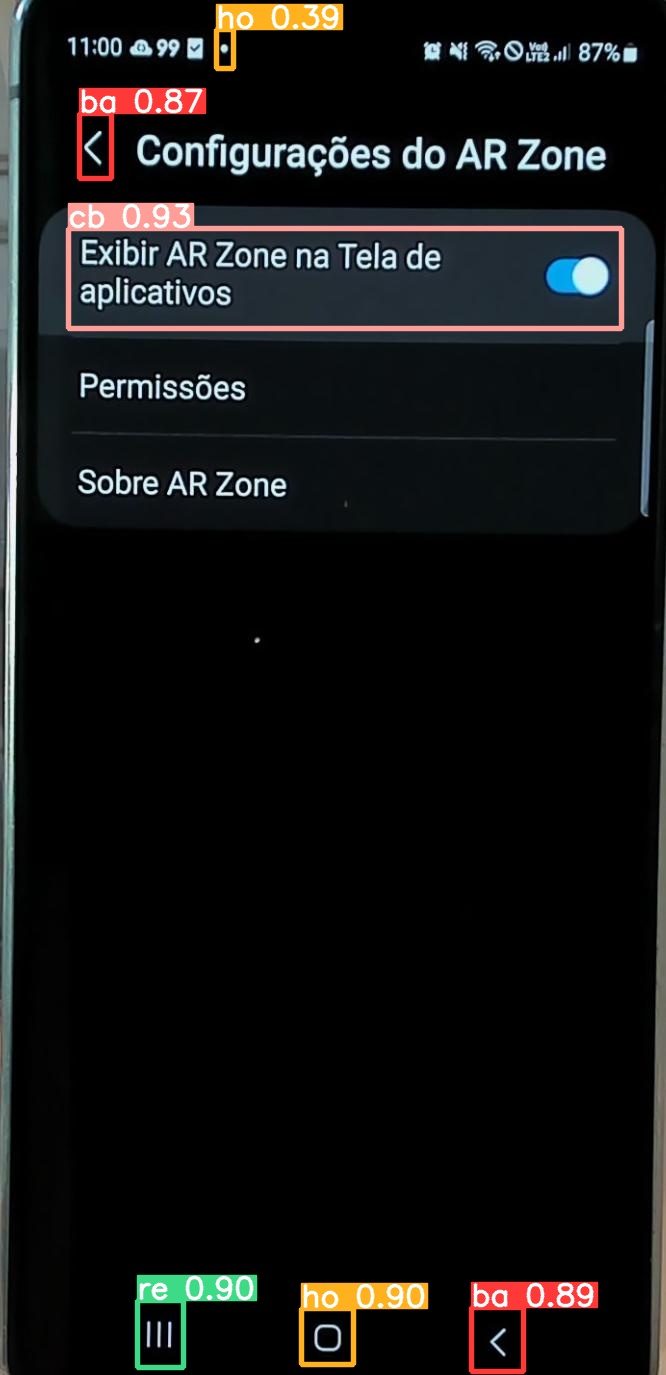 ho 0.39
11:00 99 VoD LTE2 87%
ba 0.87
Configurações do AR Zone
cb 0.93
Exibir AR Zone na Tela de
aplicativos
Permissões
Sobre AR Zone
re 0.90 ho 0.90 ba 0.89